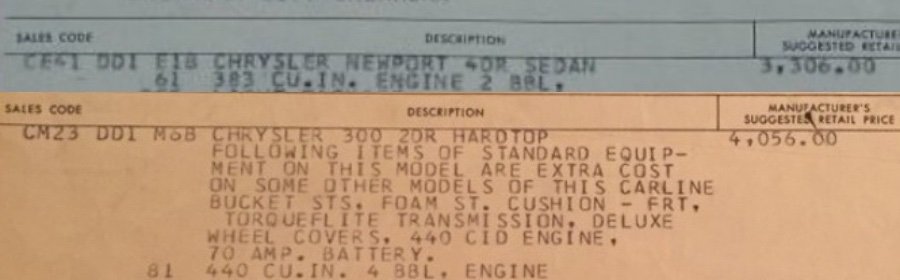 SALES CODE DESCRIPTION MANUFACTURER SUGGESTED RETAIL
CE41 DD1 E1B CHRYSLER NEWPORT 4DR SEDAN 3,306.00
61 383 CU.IN. ENGINE 2 BBL.
SALES CODE DESCRIPTION MANUFACTURER'S SUGGESTED RETAIL PRICE
CM23 DD1 M6B CHRYSLER 300 2DR HARDTOP 4,056.00
FOLLOWING ITEMS OF STANDARD EQUIP-
MENT ON THIS MODEL ARE EXTRA COST
ON SOME OTHER MODELS OF THIS CARLINE
BUCKET STS. FOAM ST. CUSHION - FRT,
TORQUEFLITE TRANSMISSION, DELUXE
WHEEL COVERS, 440 CID ENGINE,
70 AMP. BATTERY.
81 440 CU.IN. 4 BBL. ENGINE